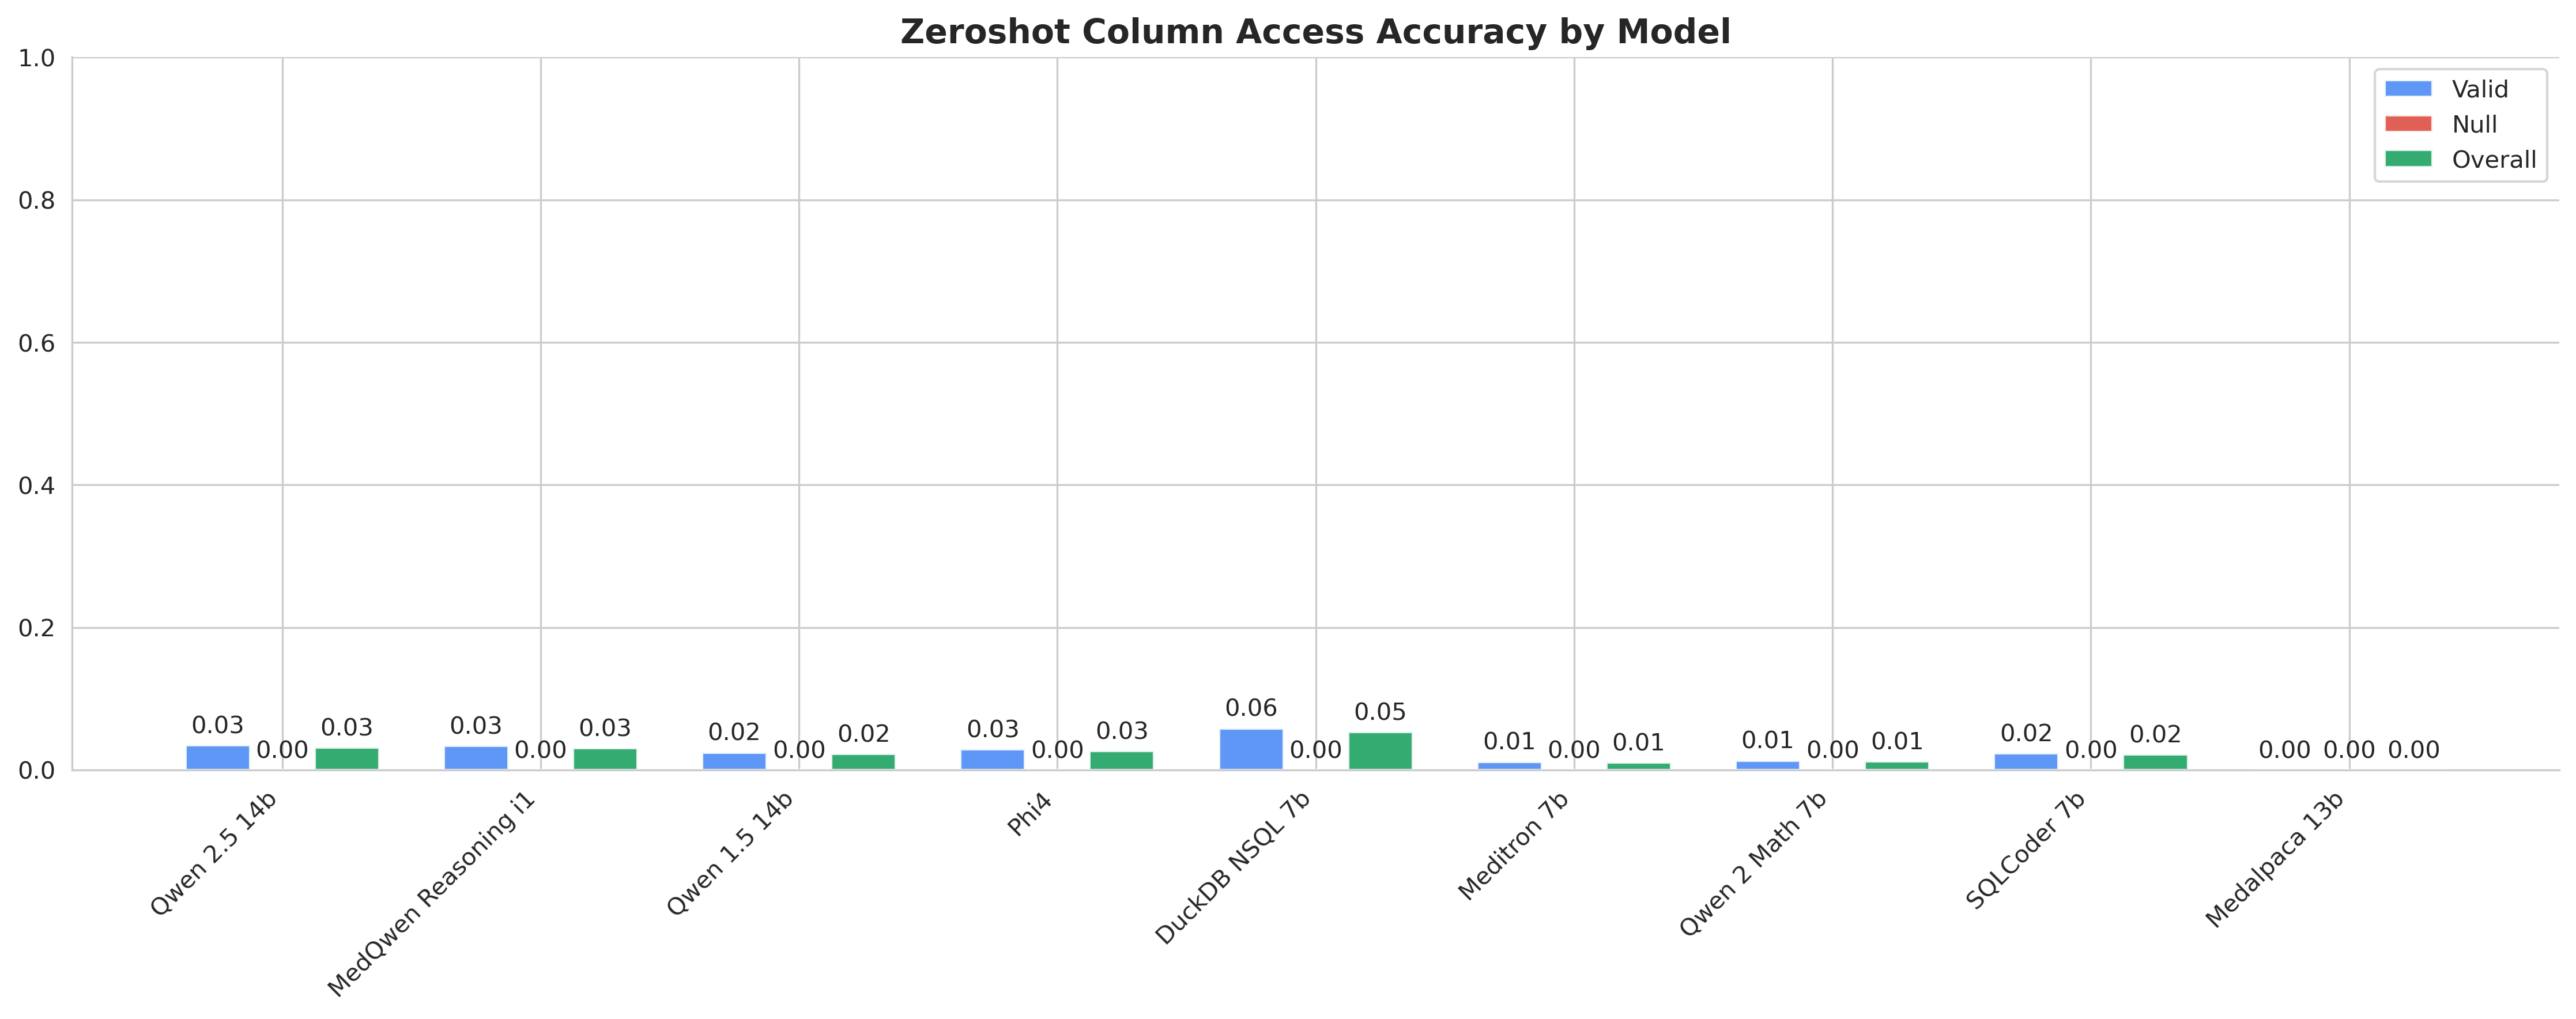 Zeroshot Column Access Accuracy by Model
1.0
0.8
0.6
0.4
0.2
0.0
Valid
Null
Overall
0.03 0.00 0.03
0.03 0.00 0.03
0.02 0.00 0.02
0.03 0.00 0.03
0.06 0.00 0.05
0.01 0.00 0.01
0.01 0.00 0.01
0.02 0.00 0.02
0.00 0.00 0.00
Qwen 2.5 14b
MedQwen Reasoning i1
Qwen 1.5 14b
Phi4
DuckDB NSQL 7b
Meditron 7b
Qwen 2 Math 7b
SQLCoder 7b
Medalpaca 13b